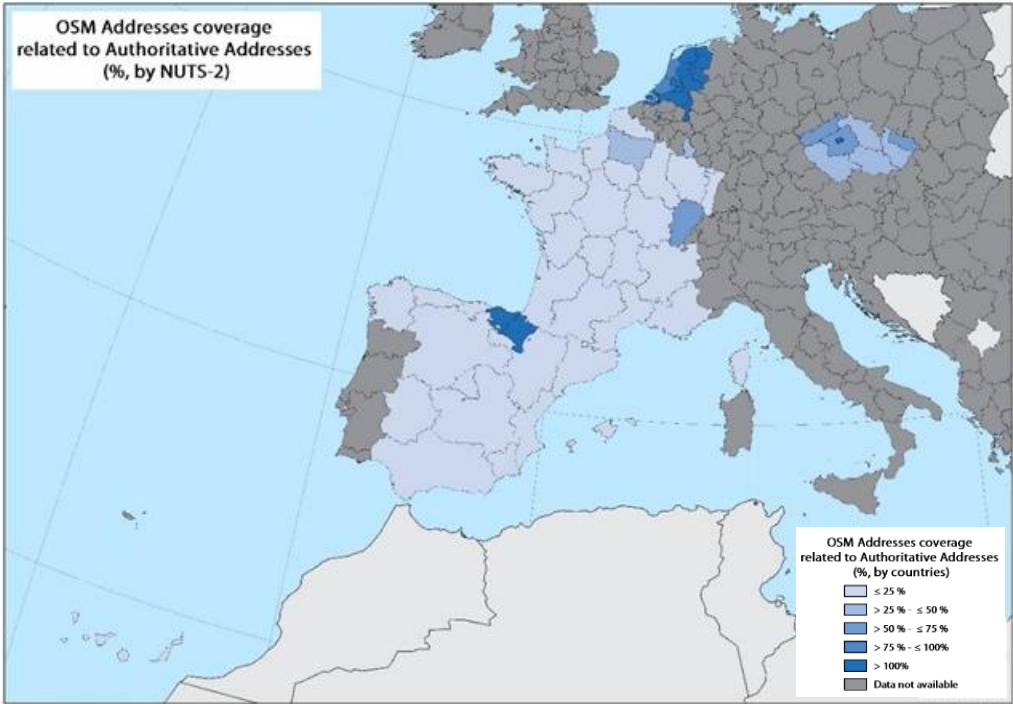 OSM Addresses coverage
related to Authoritative Addresses
(%, by NUTS-2)
OSM Addresses coverage
related to Authoritative Addresses
(%, by countries)
≤ 25 %
> 25 % - ≤ 50 %
> 50 % - ≤ 75 %
> 75 % - ≤ 100%
> 100%
Data not available